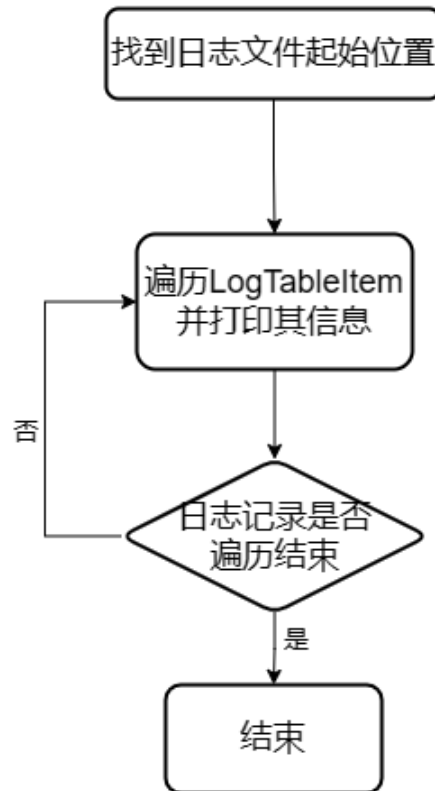 找到日志文件起始位置
遍历LogTableItem
并打印其信息
否
日志记录是否
遍历结束
是
结束